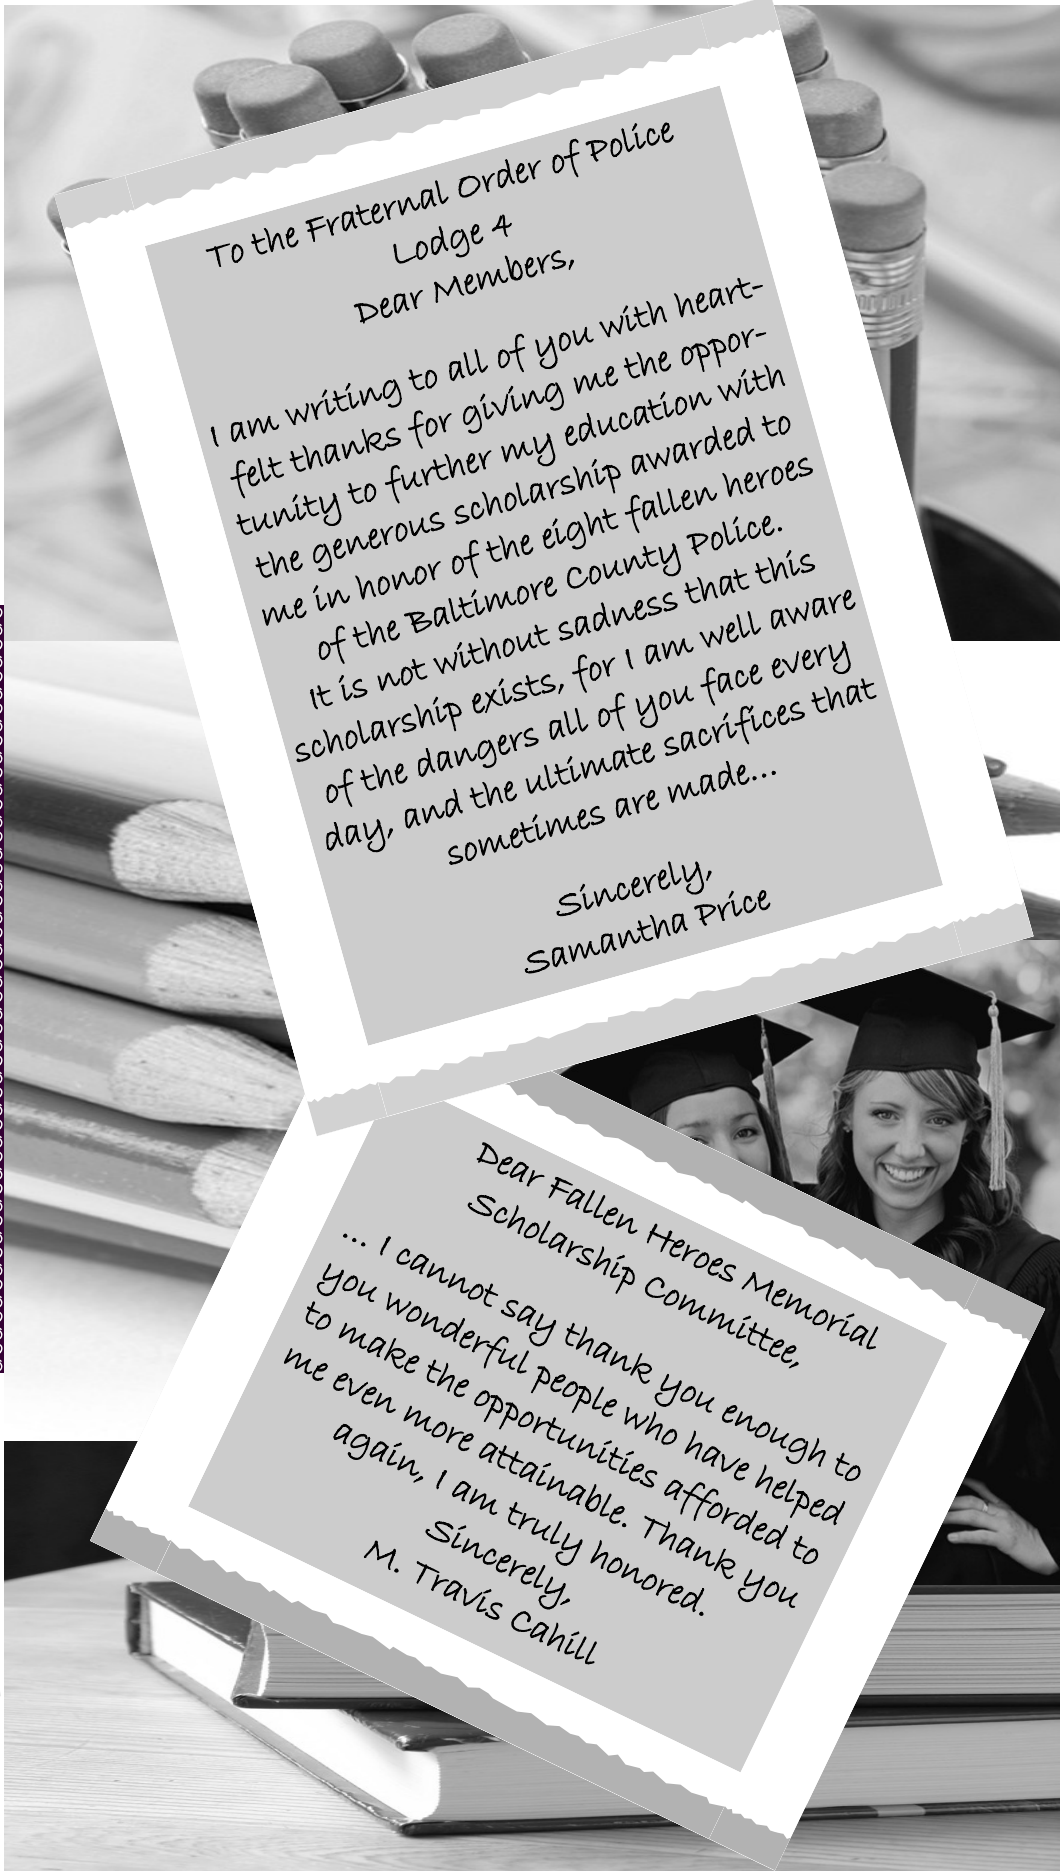 To the Fraternal Order of Police
Lodge 4
Dear Members,
I am writing to all of you with heart-
felt thanks for giving me the oppor-
tunity to further my education with
the generous scholarship awarded to
me in honor of the eight fallen heroes
of the Baltimore County Police.
It is not without sadness that this
scholarship exists, for I am well aware
of the dangers all of you face every
day, and the ultimate sacrifices that
sometimes are made...
Sincerely,
Samantha Price
Dear Fallen Heroes Memorial
Scholarship Committee,
... I cannot say thank you enough to
you wonderful people who have helped
to make the opportunities afforded to
me even more attainable. Thank you
again, I am truly honored.
Sincerely,
M. Travis Cahill